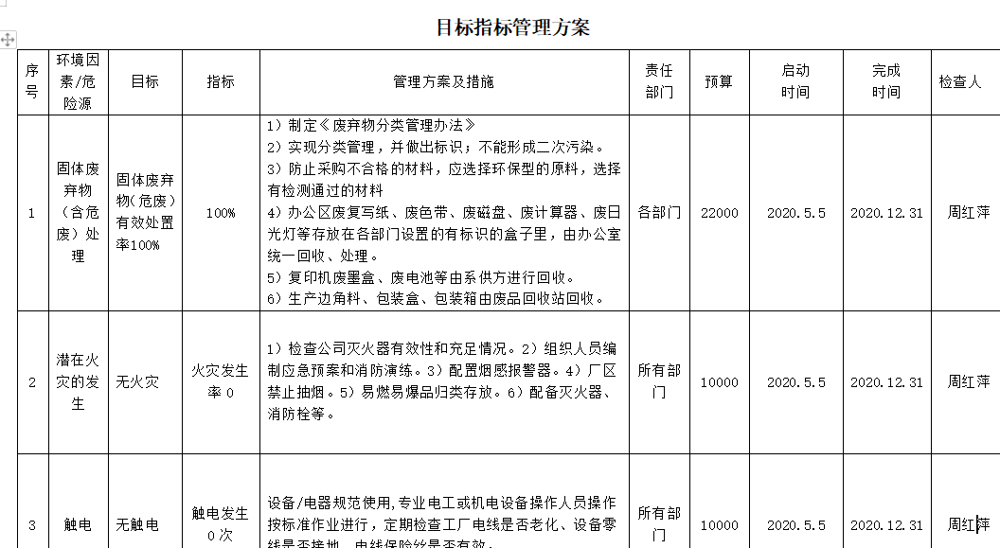 目标指标管理方案
序号
环境因素/危险源
目标
指标
管理方案及措施
责任部门
预算
启动时间
完成时间
检查人
1
固体废弃物（含危废）处理
固体废弃物（危废）有效处置率100%
100%
1）制定《废弃物分类管理办法》
2）实现分类管理，并做出标识；不能形成二次污染。
3）防止采购不合格的材料，应选择环保型的原料，选择
有检测通过的材料
4）办公区废复写纸、废色带、废磁盘、废计算器、废日
光灯等存放在各部门设置的有标识的盒子里，由办公室
统一回收、处理。
5）复印机废墨盒、废电池等由系供方进行回收。
6）生产边角料、包装盒、包装箱由废品回收站回收。
各部门
22000
2020.5.5
2020.12.31
周红萍
2
潜在火灾的发生
无火灾
火灾发生率 0
1）检查公司灭火器有效性和充足情况。2）组织人员编
制应急预案和消防演练。3）配置烟感报警器。4）厂区
禁止抽烟。5）易燃易爆品归类存放。6）配备灭火器、
消防栓等。
所有部门
10000
2020.5.5
2020.12.31
周红萍
3
触电
无触电
触电发生 0 次
设备/电器规范使用,专业电工或机电设备操作人员操作
按标准作业进行，定期检查工厂电线是否老化、设备零
线是否接地、电线保险丝是否有效。
所有部门
10000
2020.5.5
2020.12.31
周红萍